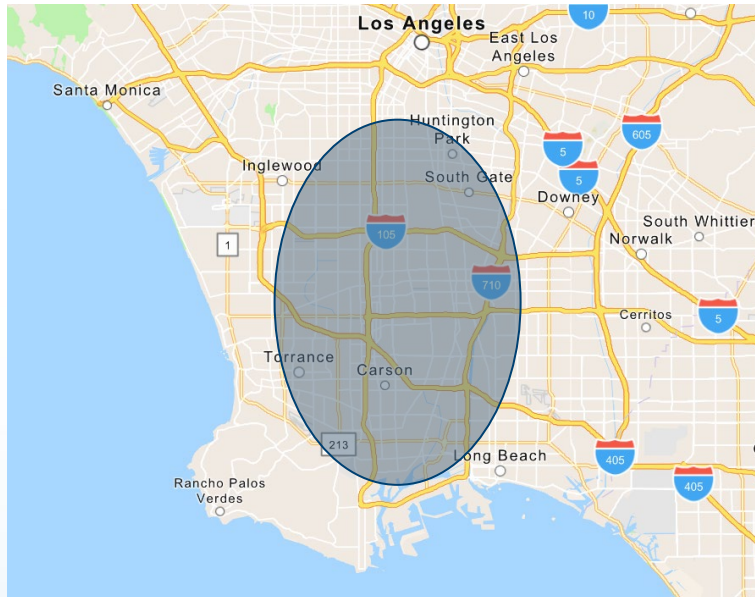 10
Los Angeles
East Los
Angeles
Santa Monica
Huntington
Park
605
5
Inglewood
5
South Gate
Downey
South Whittier
105
1
Norwalk
710
Cerritos
5
Torrance
Carson
213
Long Beach
405
Rancho Palos
Verdes
405